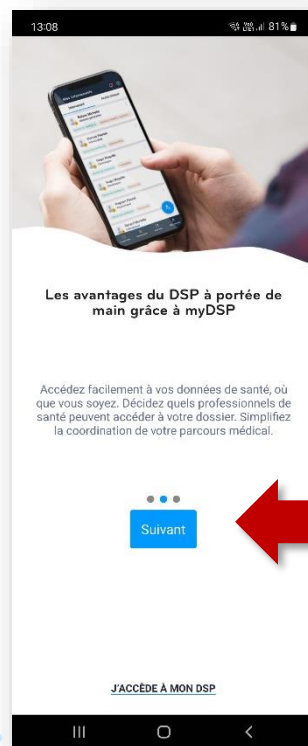 13:08
81%
Les avantages du DSP à portée de
main grâce à myDSP
Accédez facilement à vos données de santé, où
que vous soyez. Décidez quels professionnels de
santé peuvent accéder à votre dossier. Simplifiez
la coordination de votre parcours médical.
Suivant
J'ACCÈDE À MON DSP